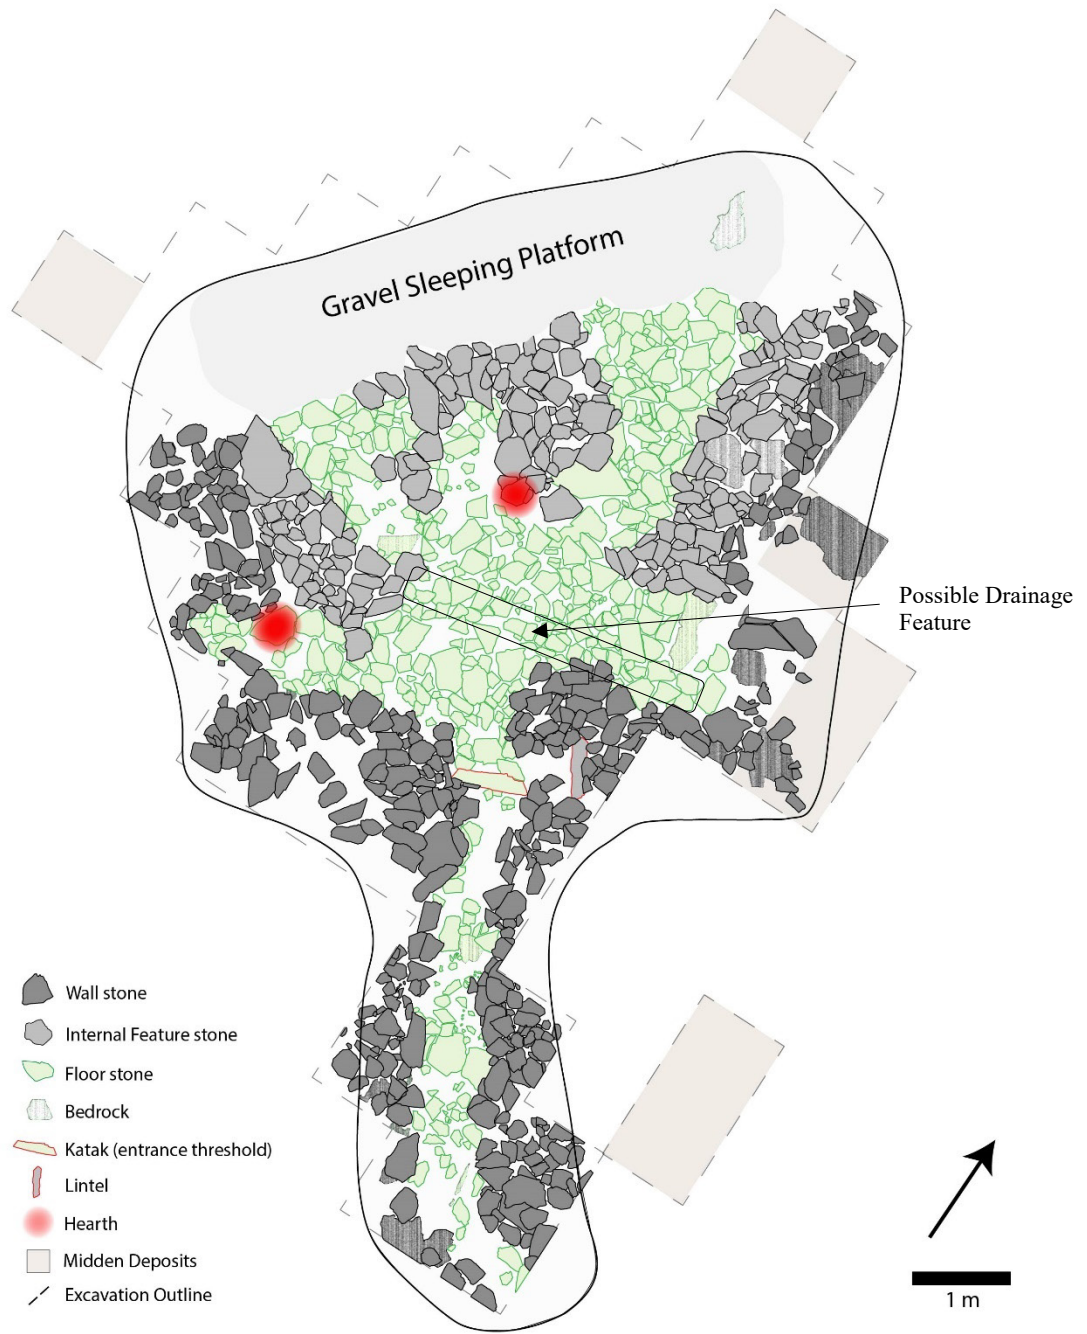 Gravel Sleeping Platform
Possible Drainage
Feature
Wall stone
Internal Feature stone
Floor stone
Bedrock
Katak (entrance threshold)
Lintel
Hearth
Midden Deposits
Excavation Outline
1 m